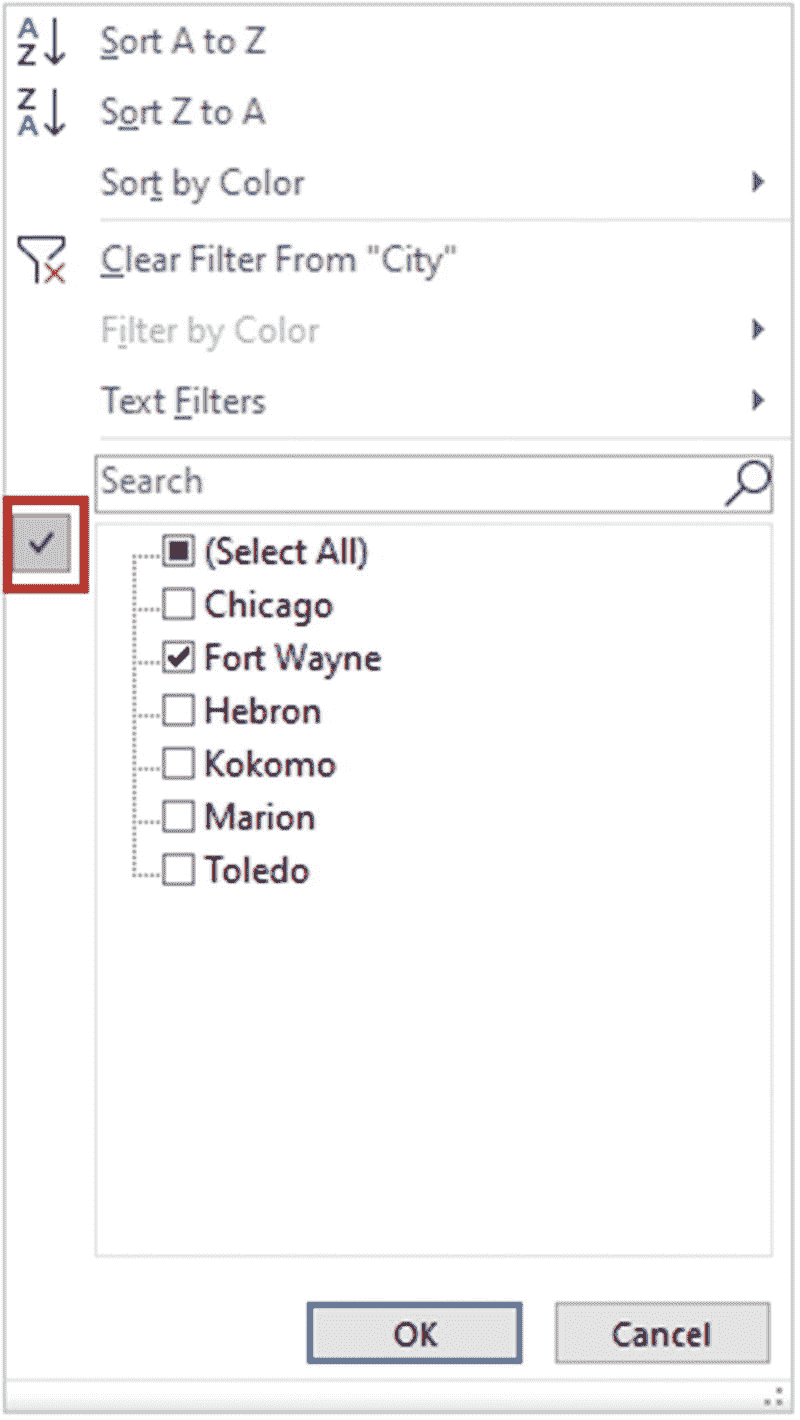 Sort A to Z
Sort Z to A
Sort by Color
Clear Filter From "City"
Filter by Color
Text Filters
Search
(Select All)
Chicago
Fort Wayne
Hebron
Kokomo
Marion
Toledo
OK
Cancel